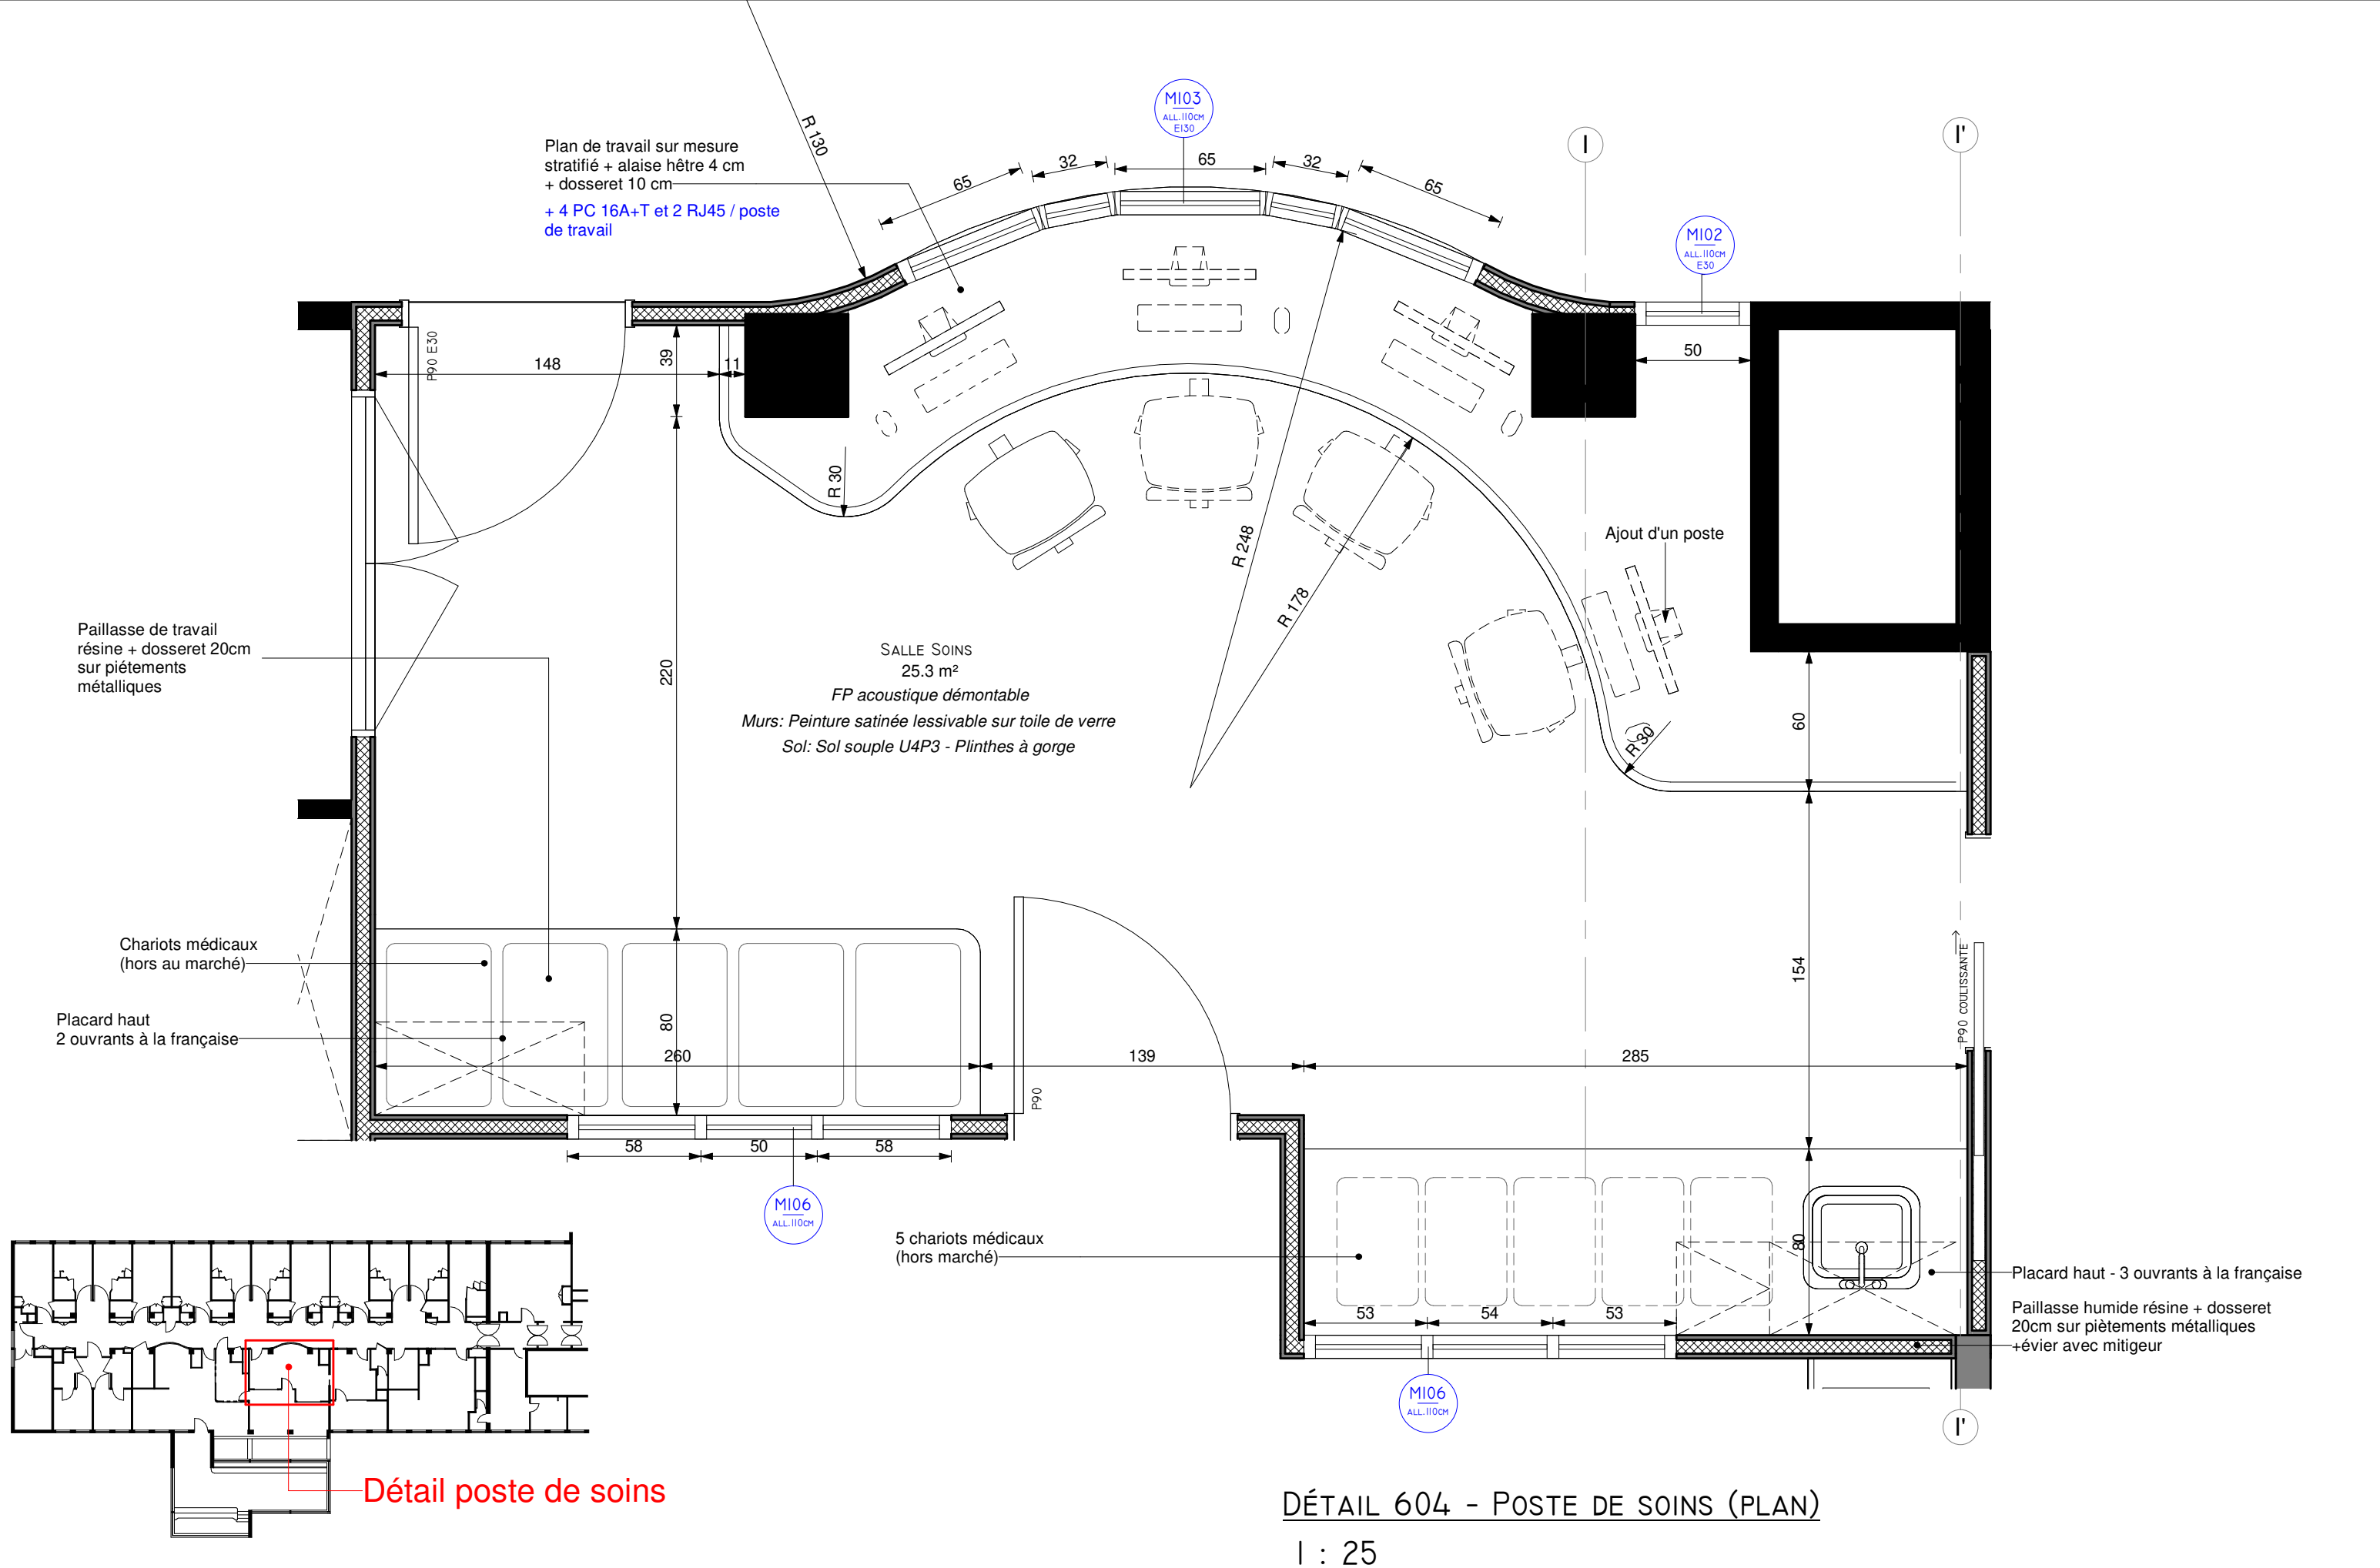 R 130
MI03
ALL.110CM
EI30
I
I'
Plan de travail sur mesure
stratifié + alaise hêtre 4 cm
+ dosseret 10 cm
+ 4 PC 16A+T et 2 RJ45 / poste
de travail
65
32
65
32
65
MI02
ALL.110CM
E30
P90 E30
148
39
11
50
R 30
R 248
R 178
Ajout d'un poste
Paillasse de travail
résine + dosseret 20cm
sur piétements
métalliques
220
SALLE SOINS
25.3 m²
FP acoustique démontable
Murs: Peinture satinée lessivable sur toile de verre
Sol: Sol souple U4P3 - Plinthes à gorge
60
R 30
Chariots médicaux
(hors au marché)
154
P90 COULISSANTE
Placard haut
2 ouvrants à la française
80
260
139
285
P90
58
50
58
MI06
ALL.110CM
5 chariots médicaux
(hors marché)
80
53
54
53
Placard haut - 3 ouvrants à la française
Paillasse humide résine + dosseret
20cm sur piètements métalliques
+évier avec mitigeur
MI06
ALL.110CM
I'
Détail poste de soins
DÉTAIL 604 - POSTE DE SOINS (PLAN)
1 : 25